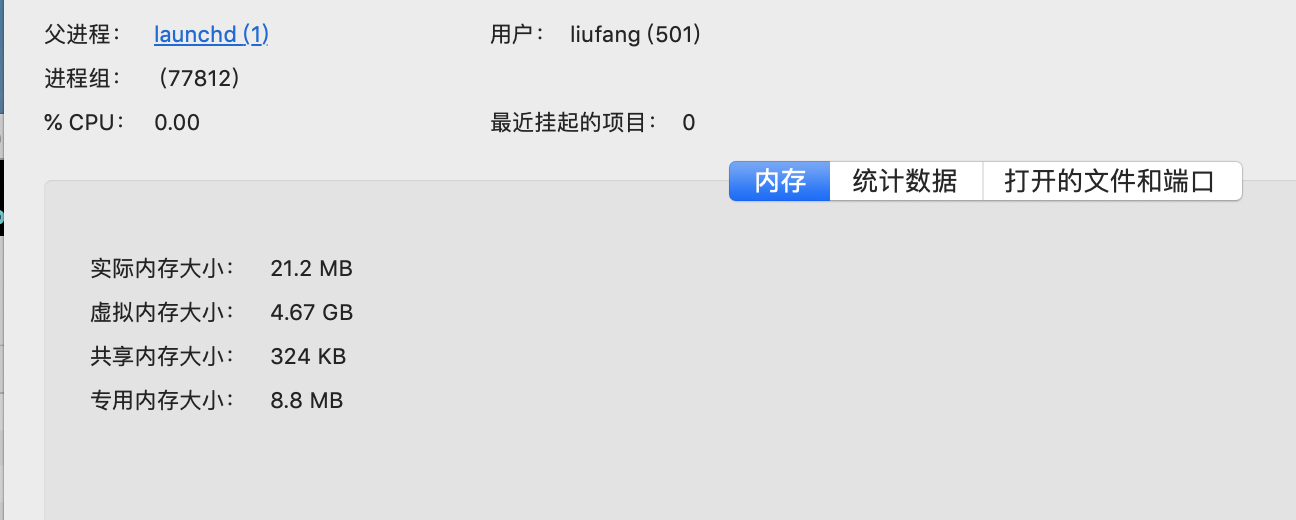 父进程： launchd (1) 用户： liufang (501)
进程组： (77812)
% CPU： 0.00 最近挂起的项目： 0
内存 统计数据 打开的文件和端口
实际内存大小： 21.2 MB
虚拟内存大小： 4.67 GB
共享内存大小： 324 KB
专用内存大小： 8.8 MB